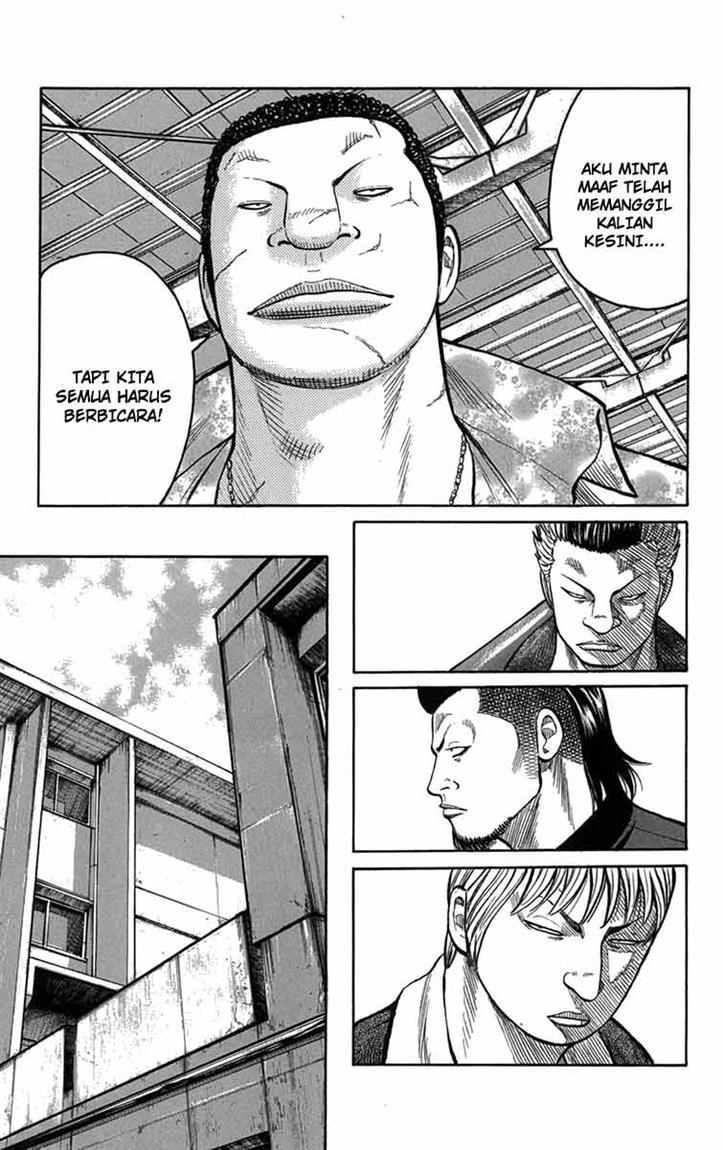 AKU MINTA
MAAF TELAH
MEMANGGIL
KALIAN
KESINI....
TAPI KITA
SEMUA HARUS
BERBICARA!